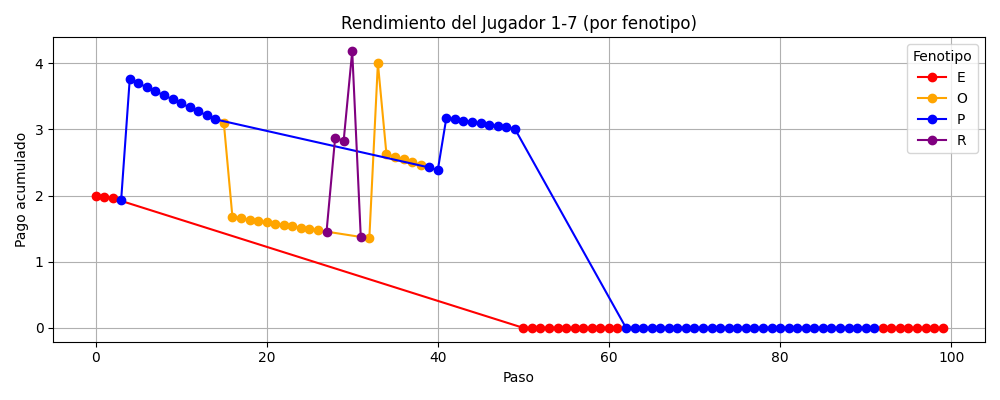 Rendimiento del Jugador 1-7 (por fenotipo)
Pago acumulado
4
3
2
1
0
Fenotipo
E
O
P
R
0 20 40 60 80 100
Paso